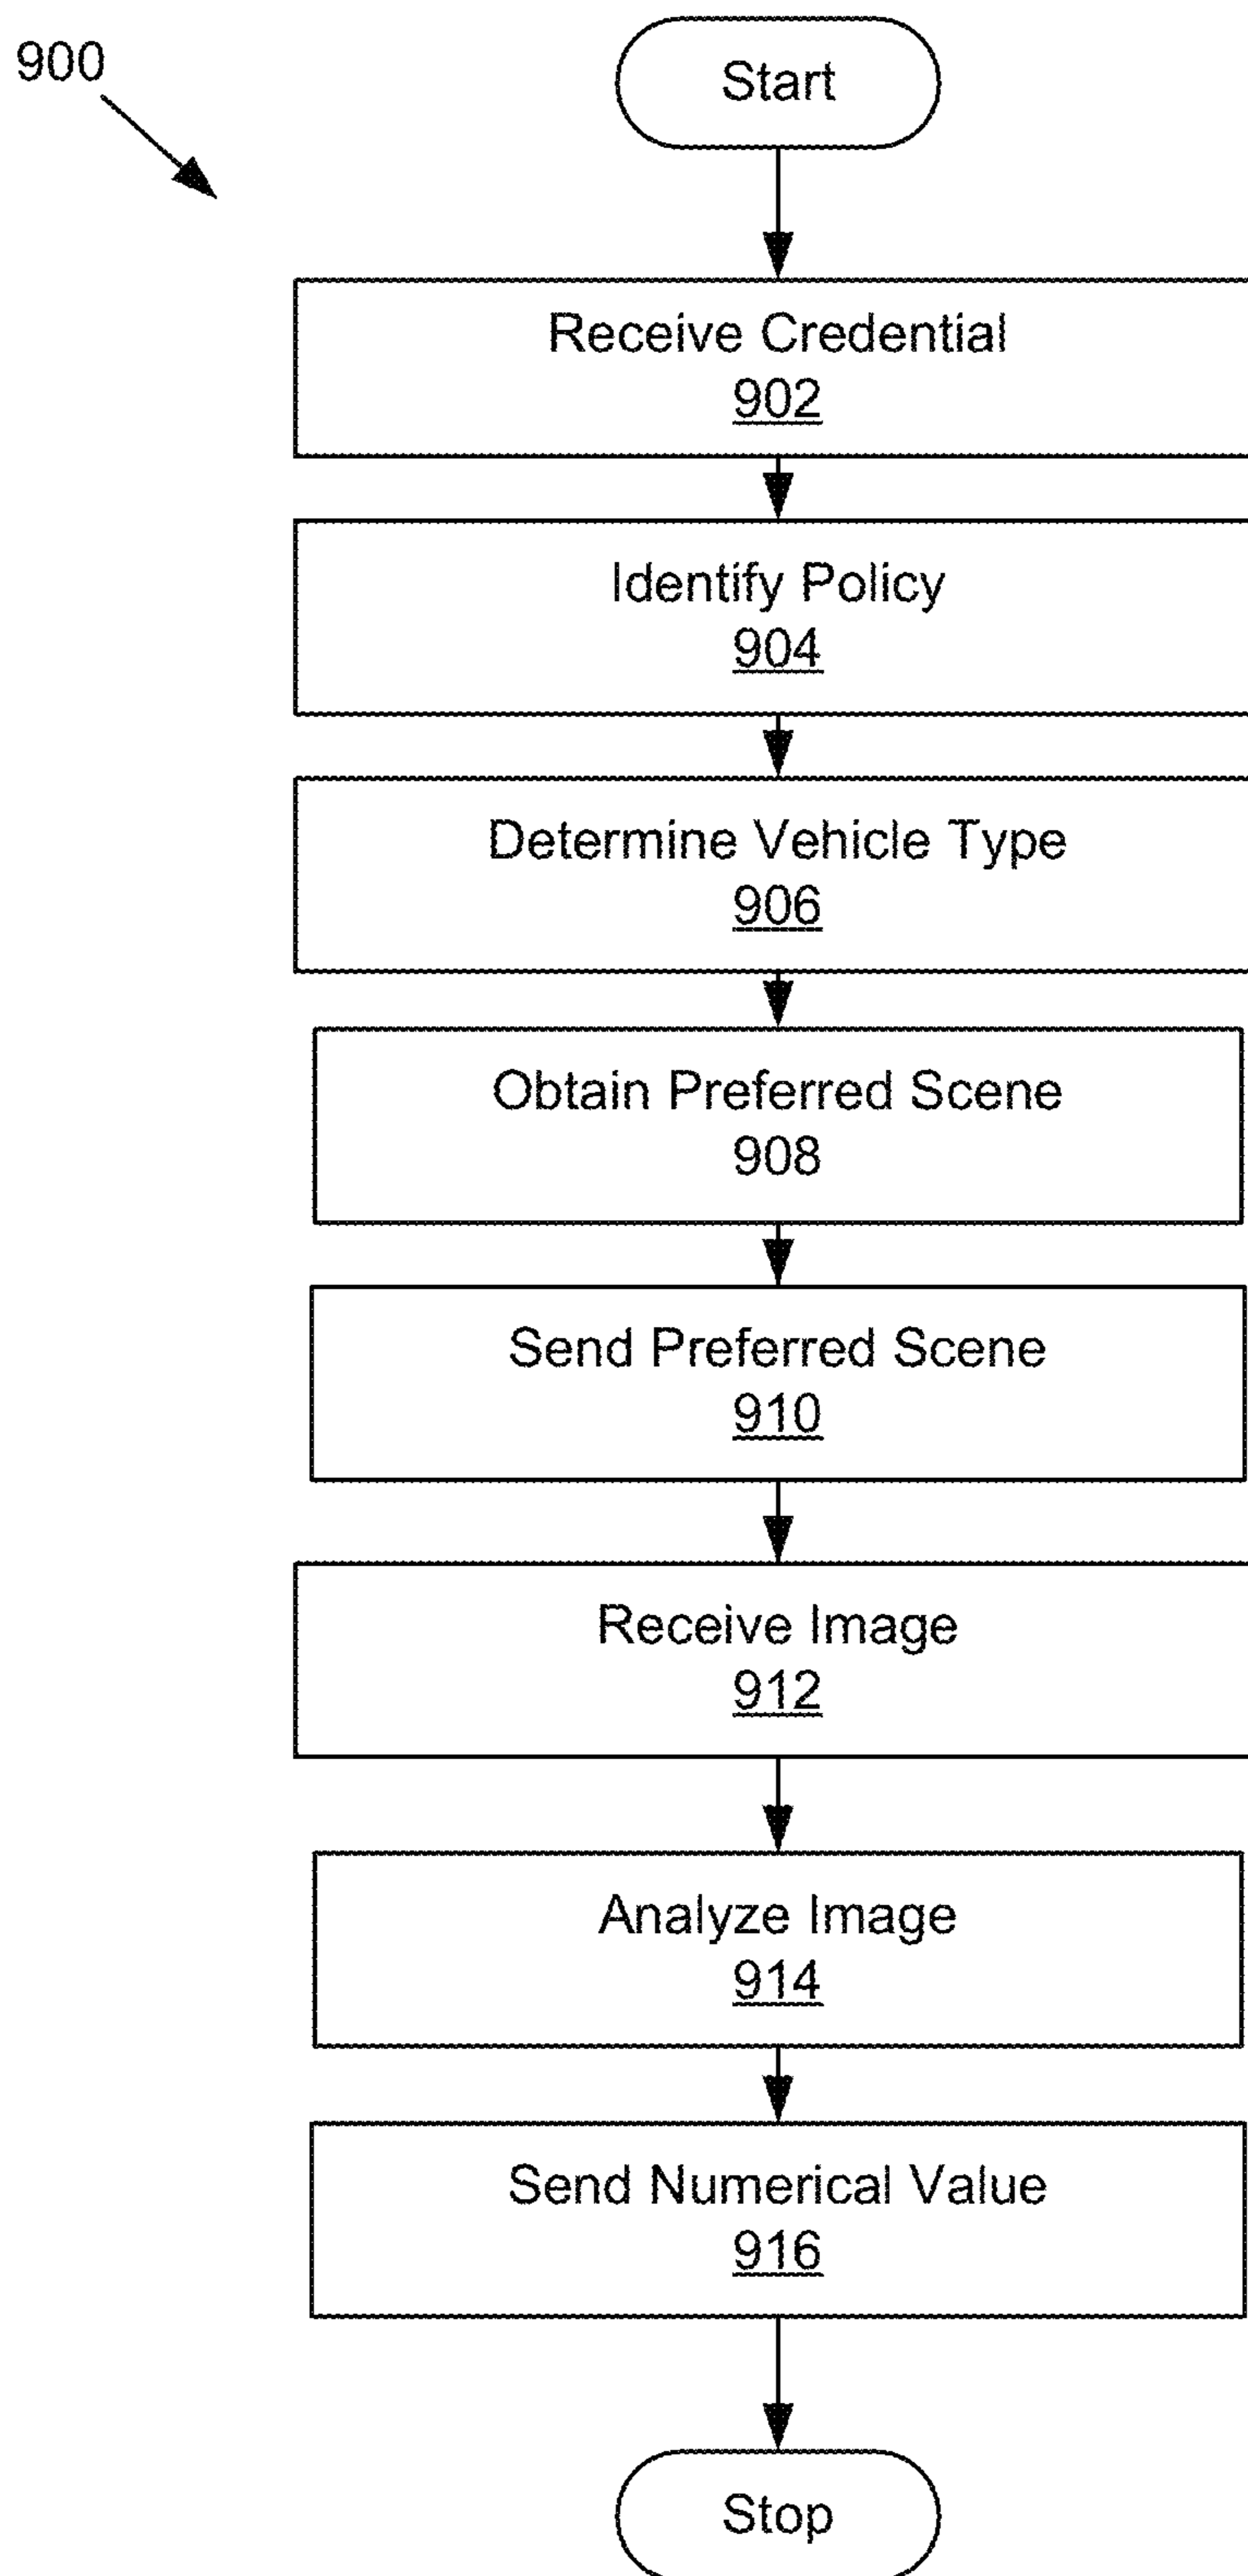 900
Start
Receive Credential
902
Identify Policy
904
Determine Vehicle Type
906
Obtain Preferred Scene
908
Send Preferred Scene
910
Receive Image
912
Analyze Image
914
Send Numerical Value
916
Stop